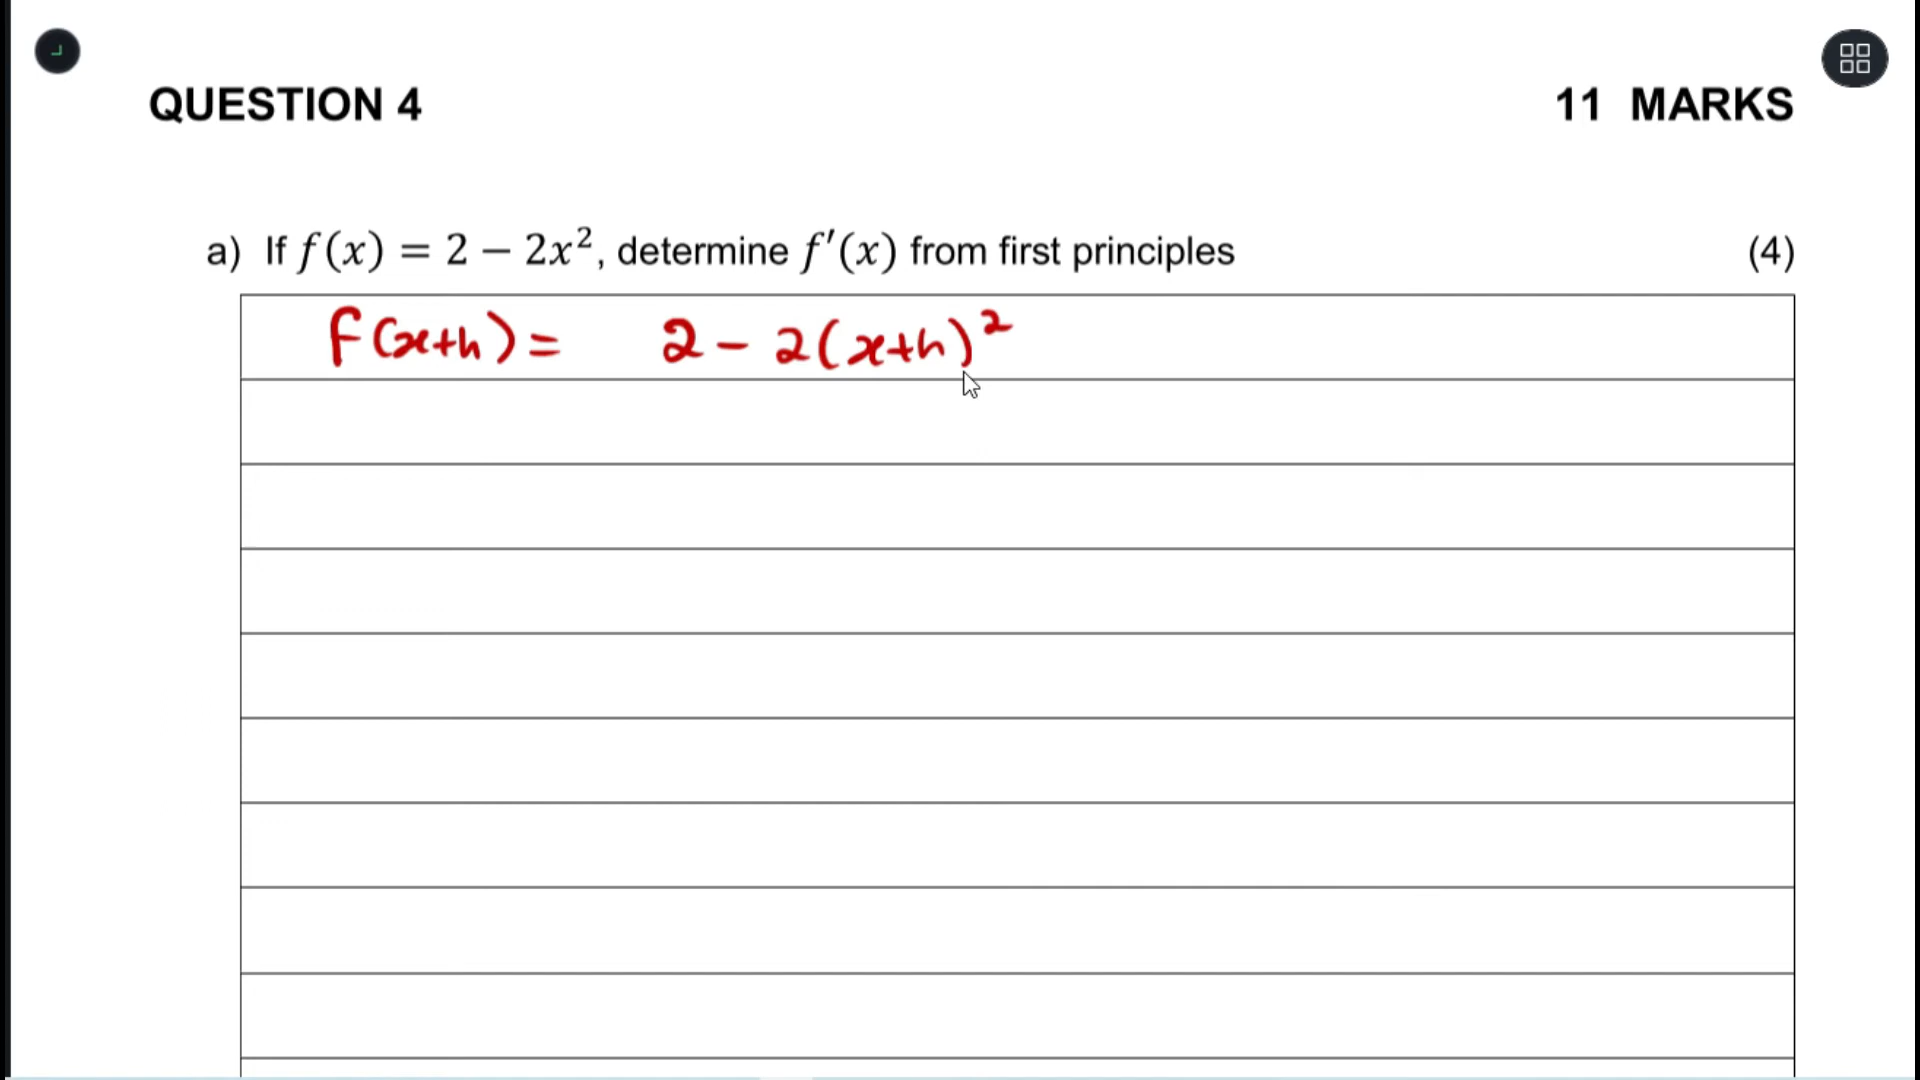 QUESTION 4 11 MARKS
a) If f(x) = 2 − 2x², determine f′(x) from first principles (4)
f(x+h) = 2 − 2(x+h)²